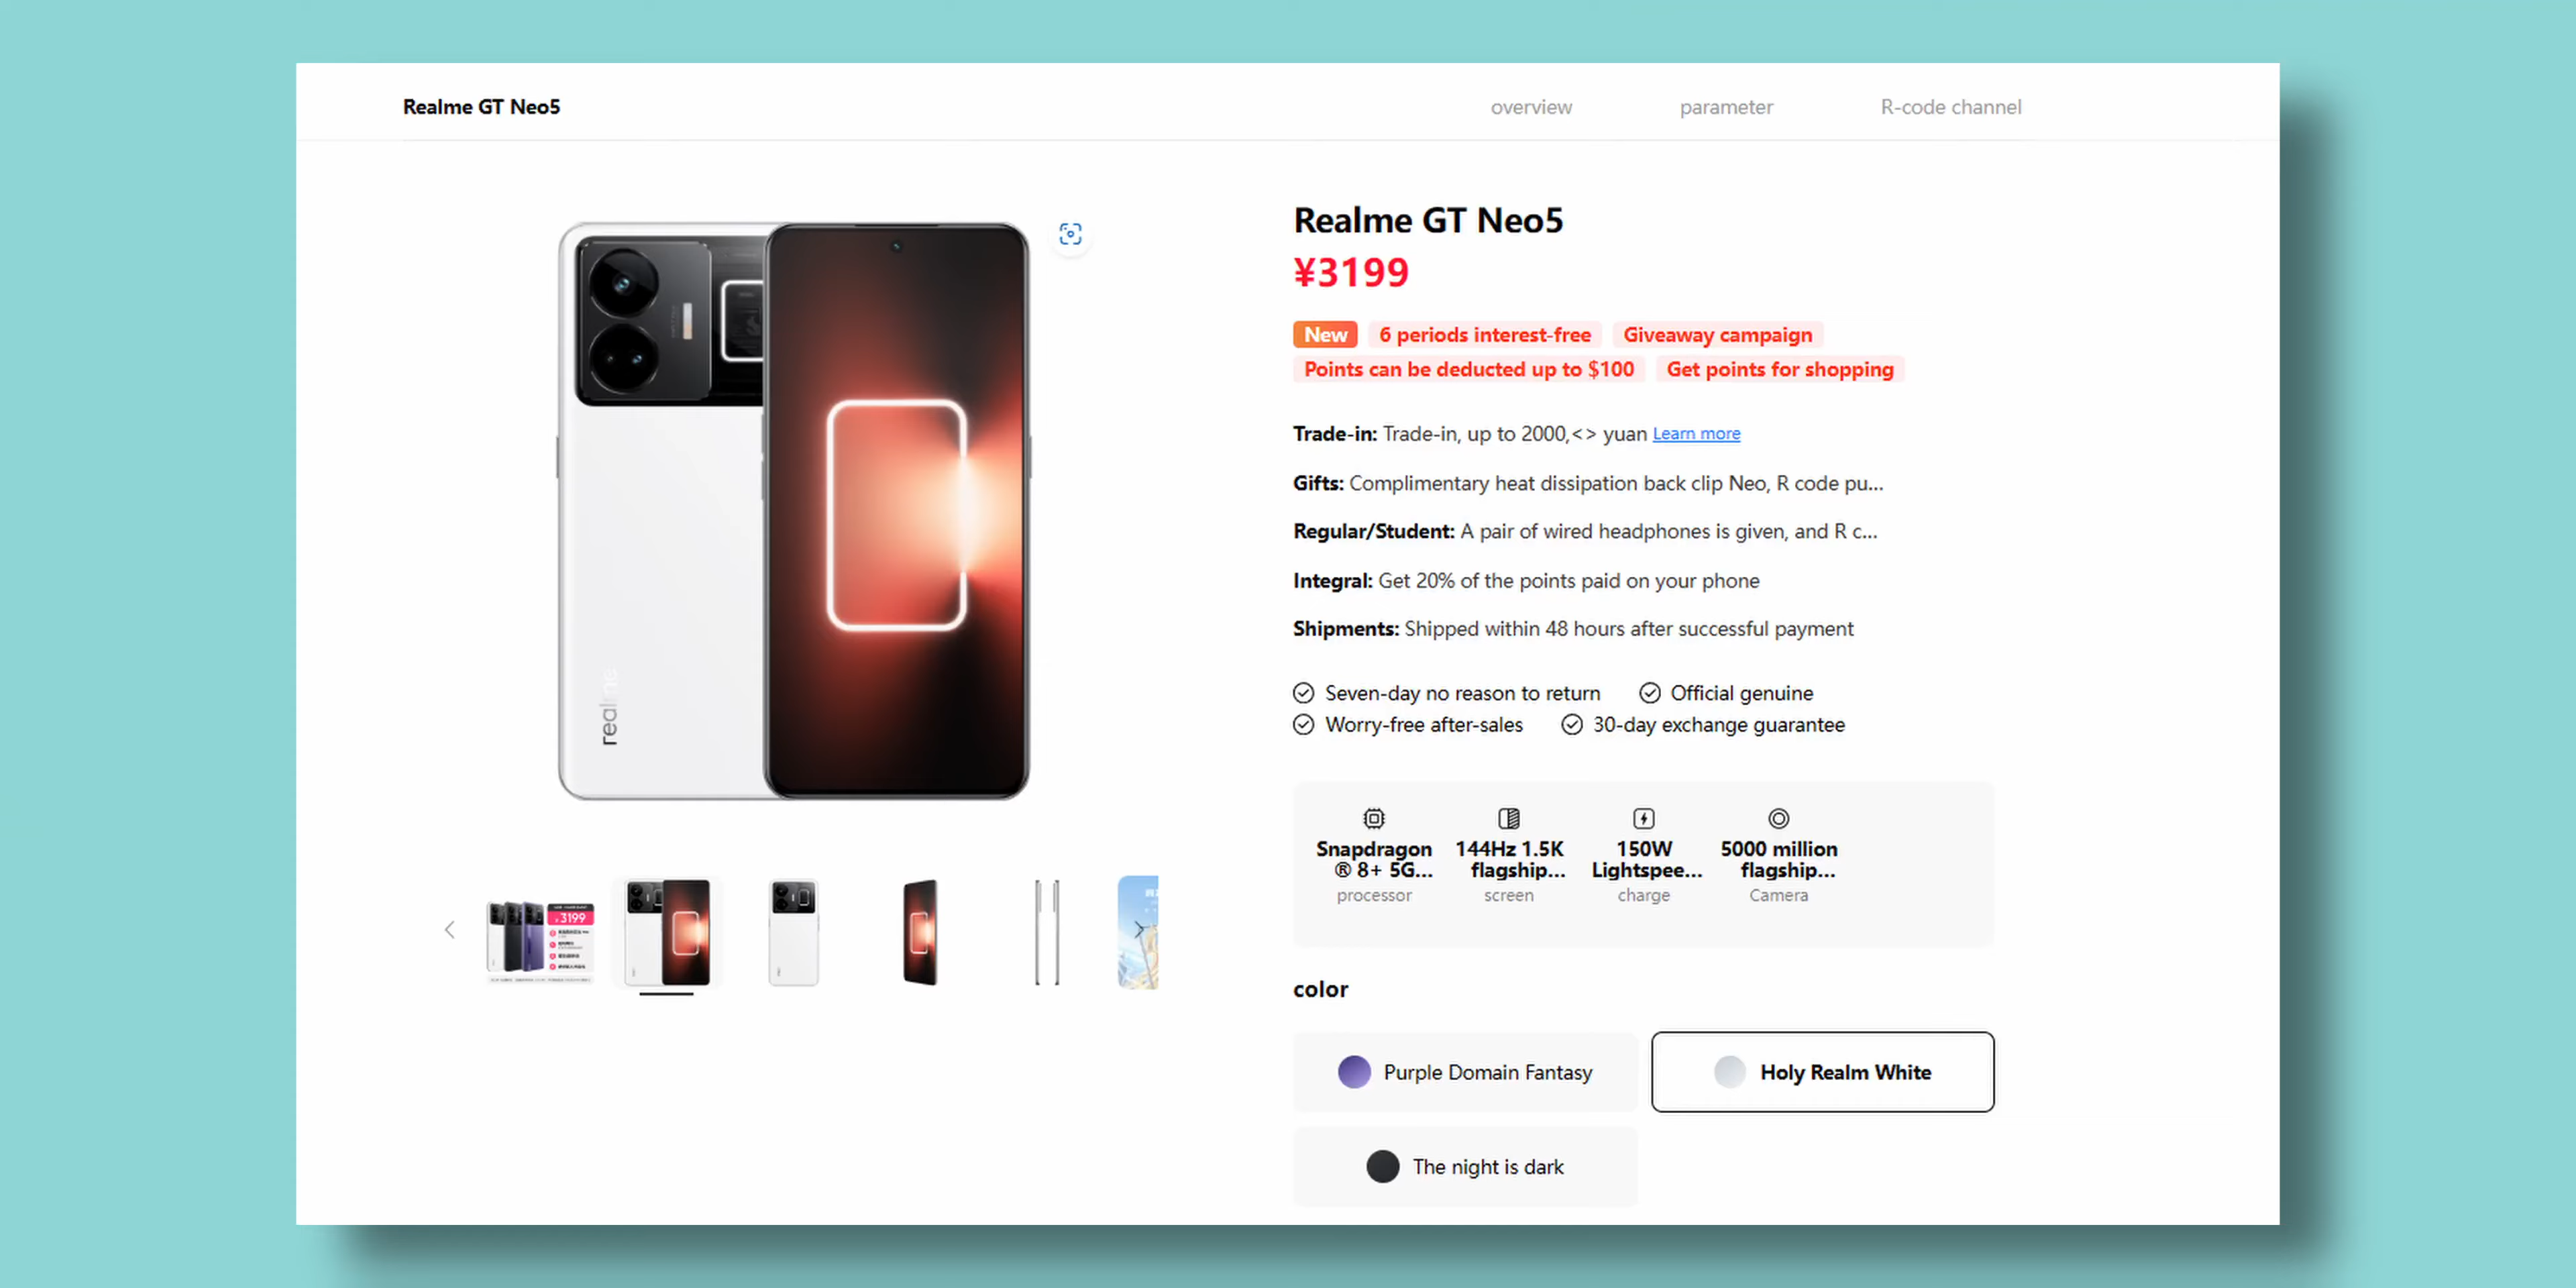 Realme GT Neo5
overview
parameter
R-code channel
realme
3199
Realme GT Neo5
¥3199
New
6 periods interest-free
Giveaway campaign
Points can be deducted up to $100
Get points for shopping
Trade-in: Trade-in, up to 2000,<> yuan Learn more
Gifts: Complimentary heat dissipation back clip Neo, R code pu...
Regular/Student: A pair of wired headphones is given, and R c...
Integral: Get 20% of the points paid on your phone
Shipments: Shipped within 48 hours after successful payment
Seven-day no reason to return
Official genuine
Worry-free after-sales
30-day exchange guarantee
Snapdragon
® 8+ 5G...
processor
144Hz 1.5K
flagship...
screen
150W
Lightspee...
charge
5000 million
flagship...
Camera
color
Purple Domain Fantasy
Holy Realm White
The night is dark